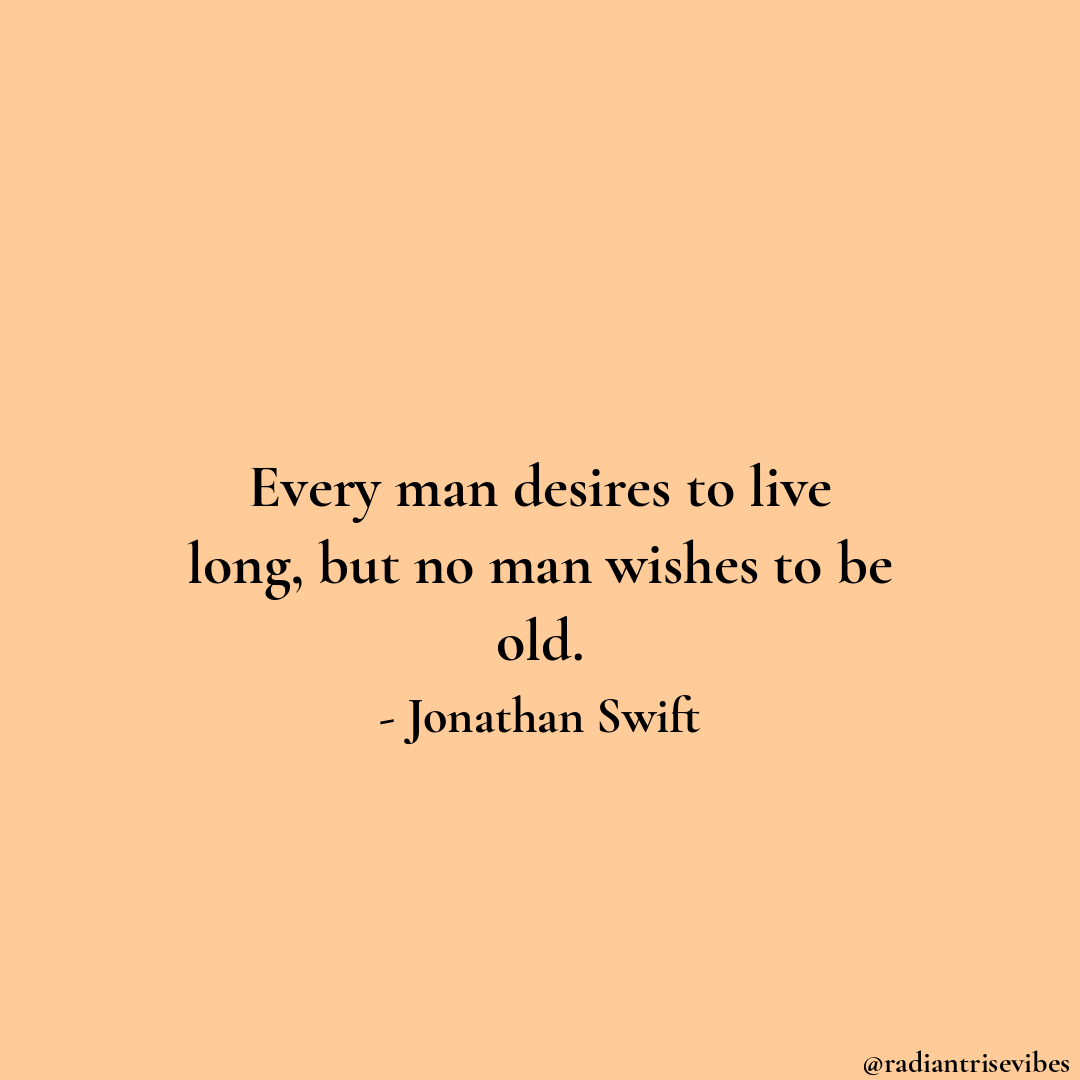 Every man desires to live
long, but no man wishes to be
old.
- Jonathan Swift
@radiantrisevibes